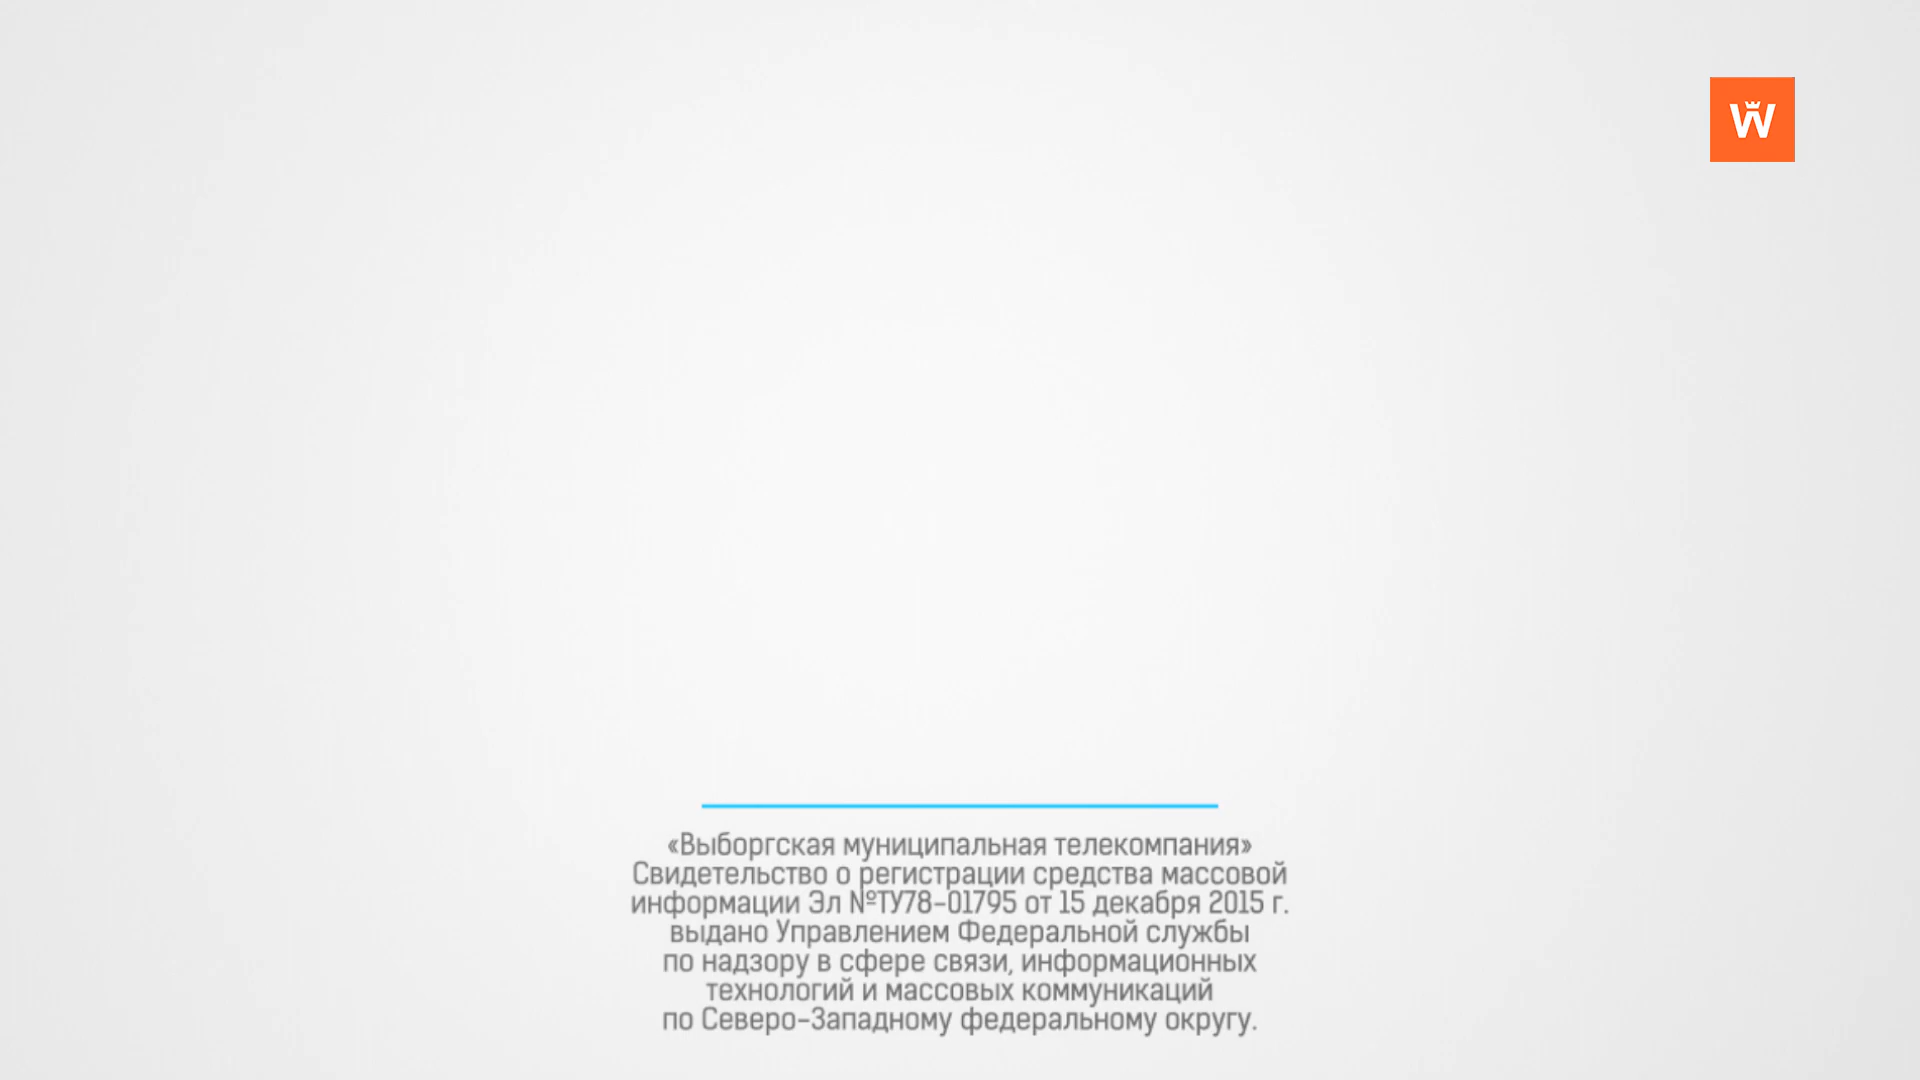 W
«Выборгская муниципальная телекомпания»
Свидетельство о регистрации средства массовой
информации Эл №ТУ78-01795 от 15 декабря 2015 г.
выдано Управлением Федеральной службы
по надзору в сфере связи, информационных
технологий и массовых коммуникаций
по Северо-Западному федеральному округу.